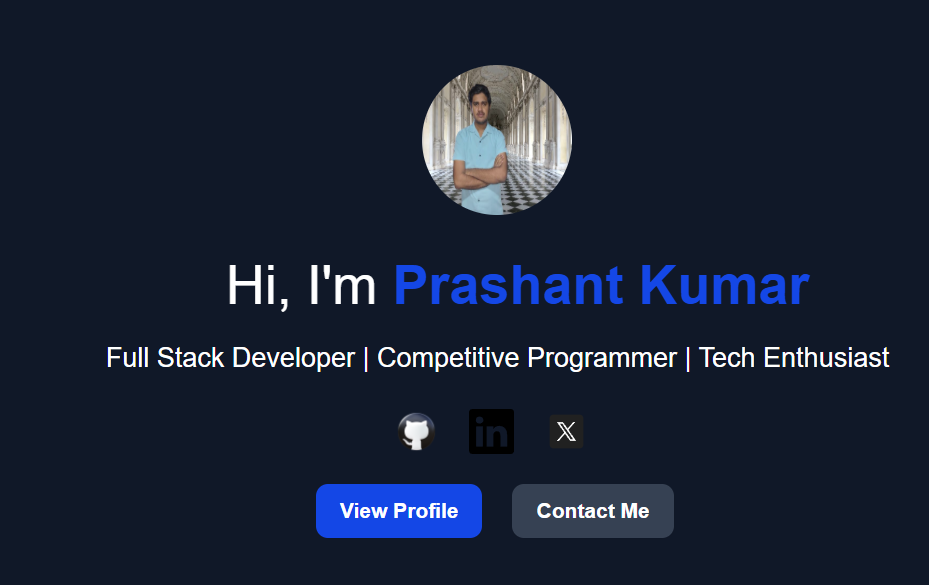 Hi, I'm Prashant Kumar
Full Stack Developer | Competitive Programmer | Tech Enthusiast
in X
View Profile Contact Me